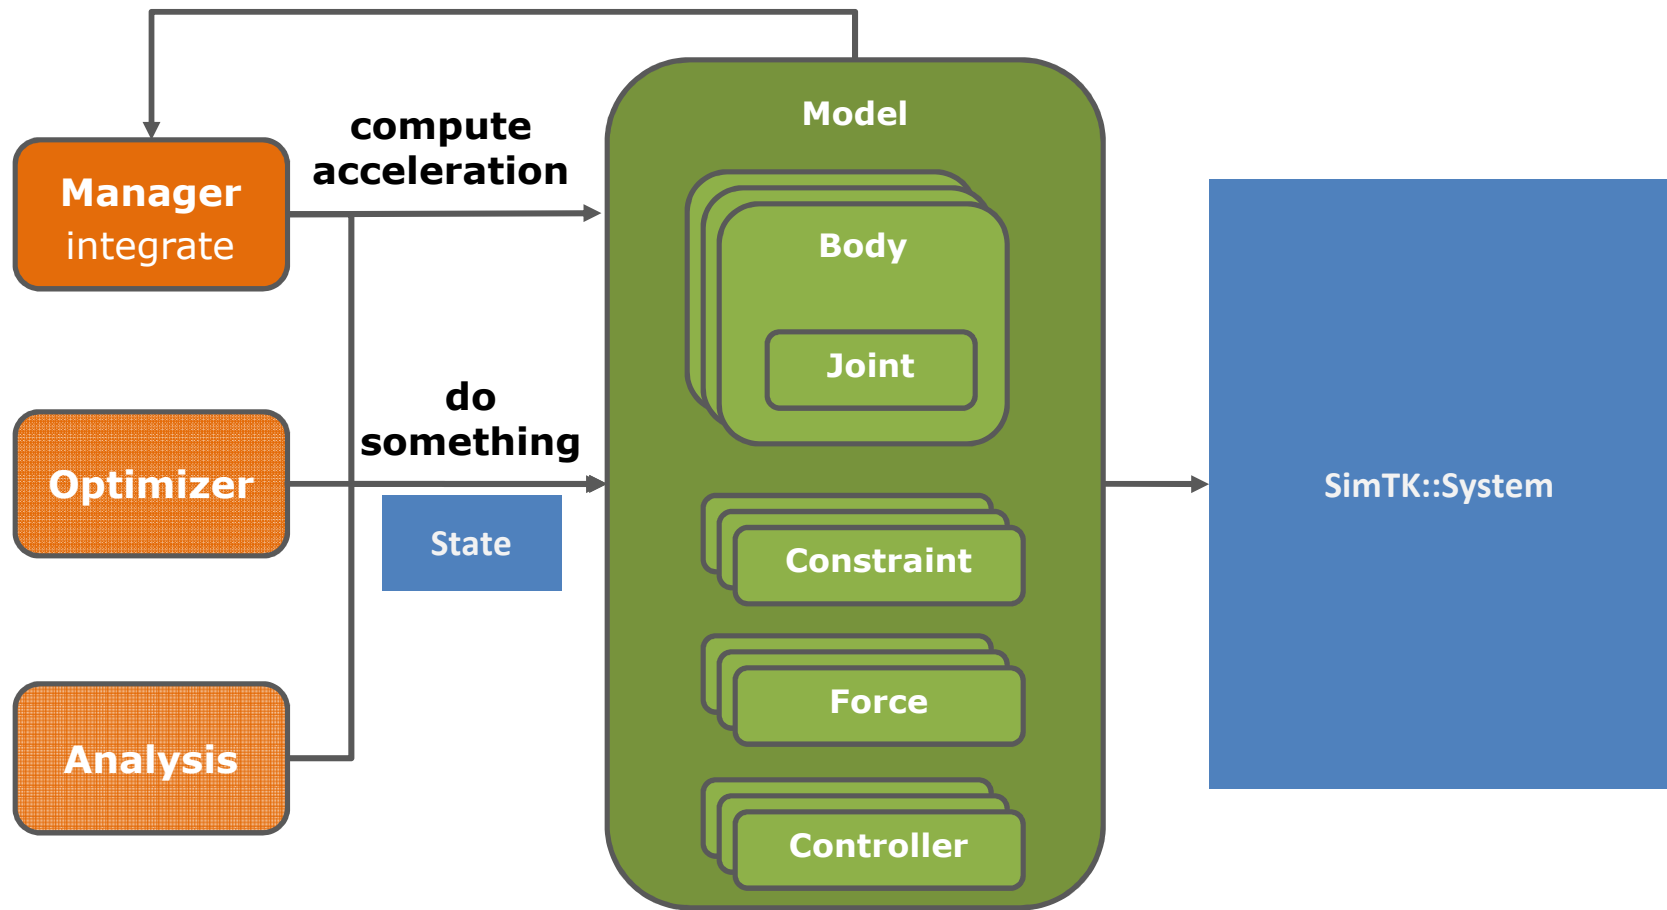 Manager
integrate
compute
acceleration
Optimizer
do
something
State
Analysis
Model
Body
Joint
Constraint
Force
Controller
SimTK::System